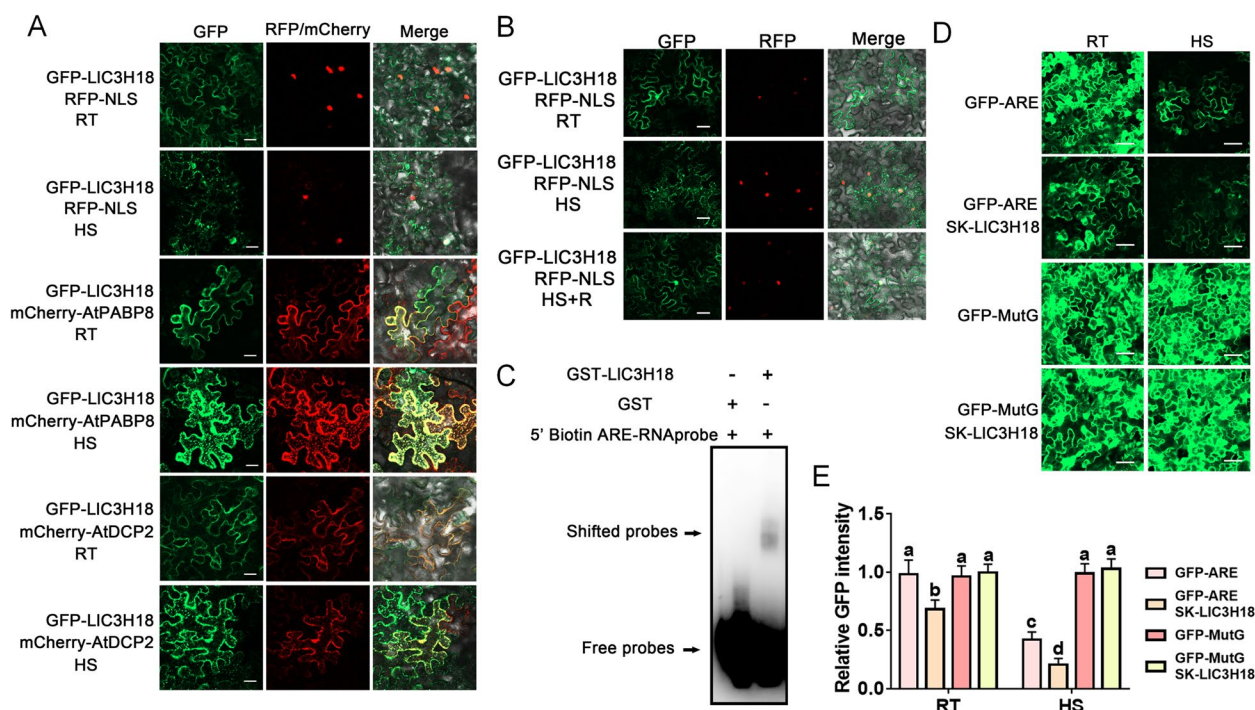 A
GFP
RFP/mCherry
Merge
GFP-LlC3H18
RFP-NLS
RT
GFP-LlC3H18
RFP-NLS
HS
GFP-LlC3H18
mCherry-AtPABP8
RT
GFP-LlC3H18
mCherry-AtPABP8
HS
GFP-LlC3H18
mCherry-AtDCP2
RT
GFP-LlC3H18
mCherry-AtDCP2
HS
B
GFP
RFP
Merge
GFP-LlC3H18
RFP-NLS
RT
GFP-LlC3H18
RFP-NLS
HS
GFP-LlC3H18
RFP-NLS
HS+R
C
GST-LlC3H18 - +
GST + -
5' Biotin ARE-RNAprobe + +
Shifted probes
Free probes
D
RT
HS
GFP-ARE
GFP-ARE
SK-LlC3H18
GFP-MutG
GFP-MutG
SK-LlC3H18
E
Relative GFP intensity
1.5
1.0
0.5
0.0
a
b
a
a
c
d
a
a
RT
HS
GFP-ARE
GFP-ARE
SK-LlC3H18
GFP-MutG
GFP-MutG
SK-LlC3H18